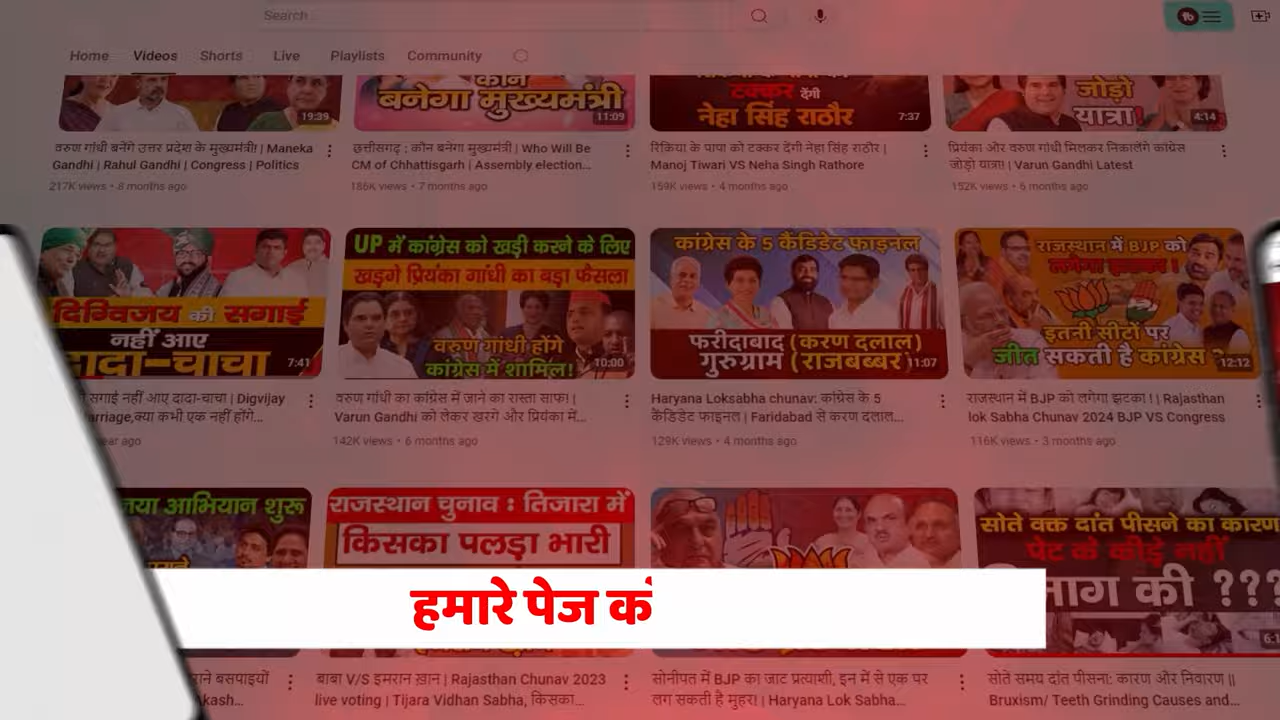 Search
Home Videos Shorts Live Playlists Community
कौन
बनेगा मुख्यमंत्री
टक्कर देंगी
नेहा सिंह राठौर
जोड़ो
यात्रा!
19:39
11:09
7:37
4:14
वरुण गांधी बनेंगे उत्तर प्रदेश के मुख्यमंत्री! | Maneka
Gandhi | Rahul Gandhi | Congress | Politics
217K views • 8 months ago
छत्तीसगढ़ : कौन बनेगा मुख्यमंत्री | Who Will Be
CM of Chhattisgarh | Assembly election...
186K views • 7 months ago
रिंकिया के पापा को टक्कर देंगी नेहा सिंह राठौर |
Manoj Tiwari VS Neha Singh Rathore
159K views • 4 months ago
प्रियंका और वरुण गांधी मिलकर निकालेंगे कांग्रेस
जोड़ो यात्रा! | Varun Gandhi Latest
152K views • 6 months ago
दिग्विजय की सगाई
नहीं आए
दादा-चाचा
7:41
UP में कांग्रेस को खड़ी करने के लिए
खड़गे प्रियंका गांधी का बड़ा फैसला
वरुण गांधी होंगे
कांग्रेस में शामिल!
10:00
कांग्रेस के 5 कैंडिडेट फाइनल
फरीदाबाद (करण दलाल)
गुरुग्राम (राजबब्बर)
11:07
राजस्थान में BJP को
लगेगा झटका !
इतनी सीटों पर
जीत सकती है कांग्रेस ?
12:12
सगाई नहीं आए दादा-चाचा | Digvijay
arriage,क्या कभी एक नहीं होंगे...
ear ago
वरुण गांधी का कांग्रेस में जाने का रास्ता साफ! |
Varun Gandhi को लेकर खरगे और प्रियंका में...
142K views • 6 months ago
Haryana Loksabha chunav: कांग्रेस के 5
कैंडिडेट फाइनल | Faridabad से करण दलाल...
129K views • 4 months ago
राजस्थान में BJP को लगेगा झटका ! | Rajasthan
lok Sabha Chunav 2024 BJP VS Congress
116K views • 3 months ago
नया अभियान शुरू
राजस्थान चुनाव : तिजारा में
किसका पलड़ा भारी
सोते वक्त दांत पीसने का कारण
पेट के कीड़े नहीं
माग की ???
हमारे पेज क
बाबा V/S इमरान ख़ान | Rajasthan Chunav 2023
live voting | Tijara Vidhan Sabha, किसका...
सोनीपत में BJP का जाट प्रत्याशी, इन में से एक पर
लग सकती है मुहर! | Haryana Lok Sabha...
सोते समय दांत पीसना: कारण और निवारण ||
Bruxism/ Teeth Grinding Causes and...